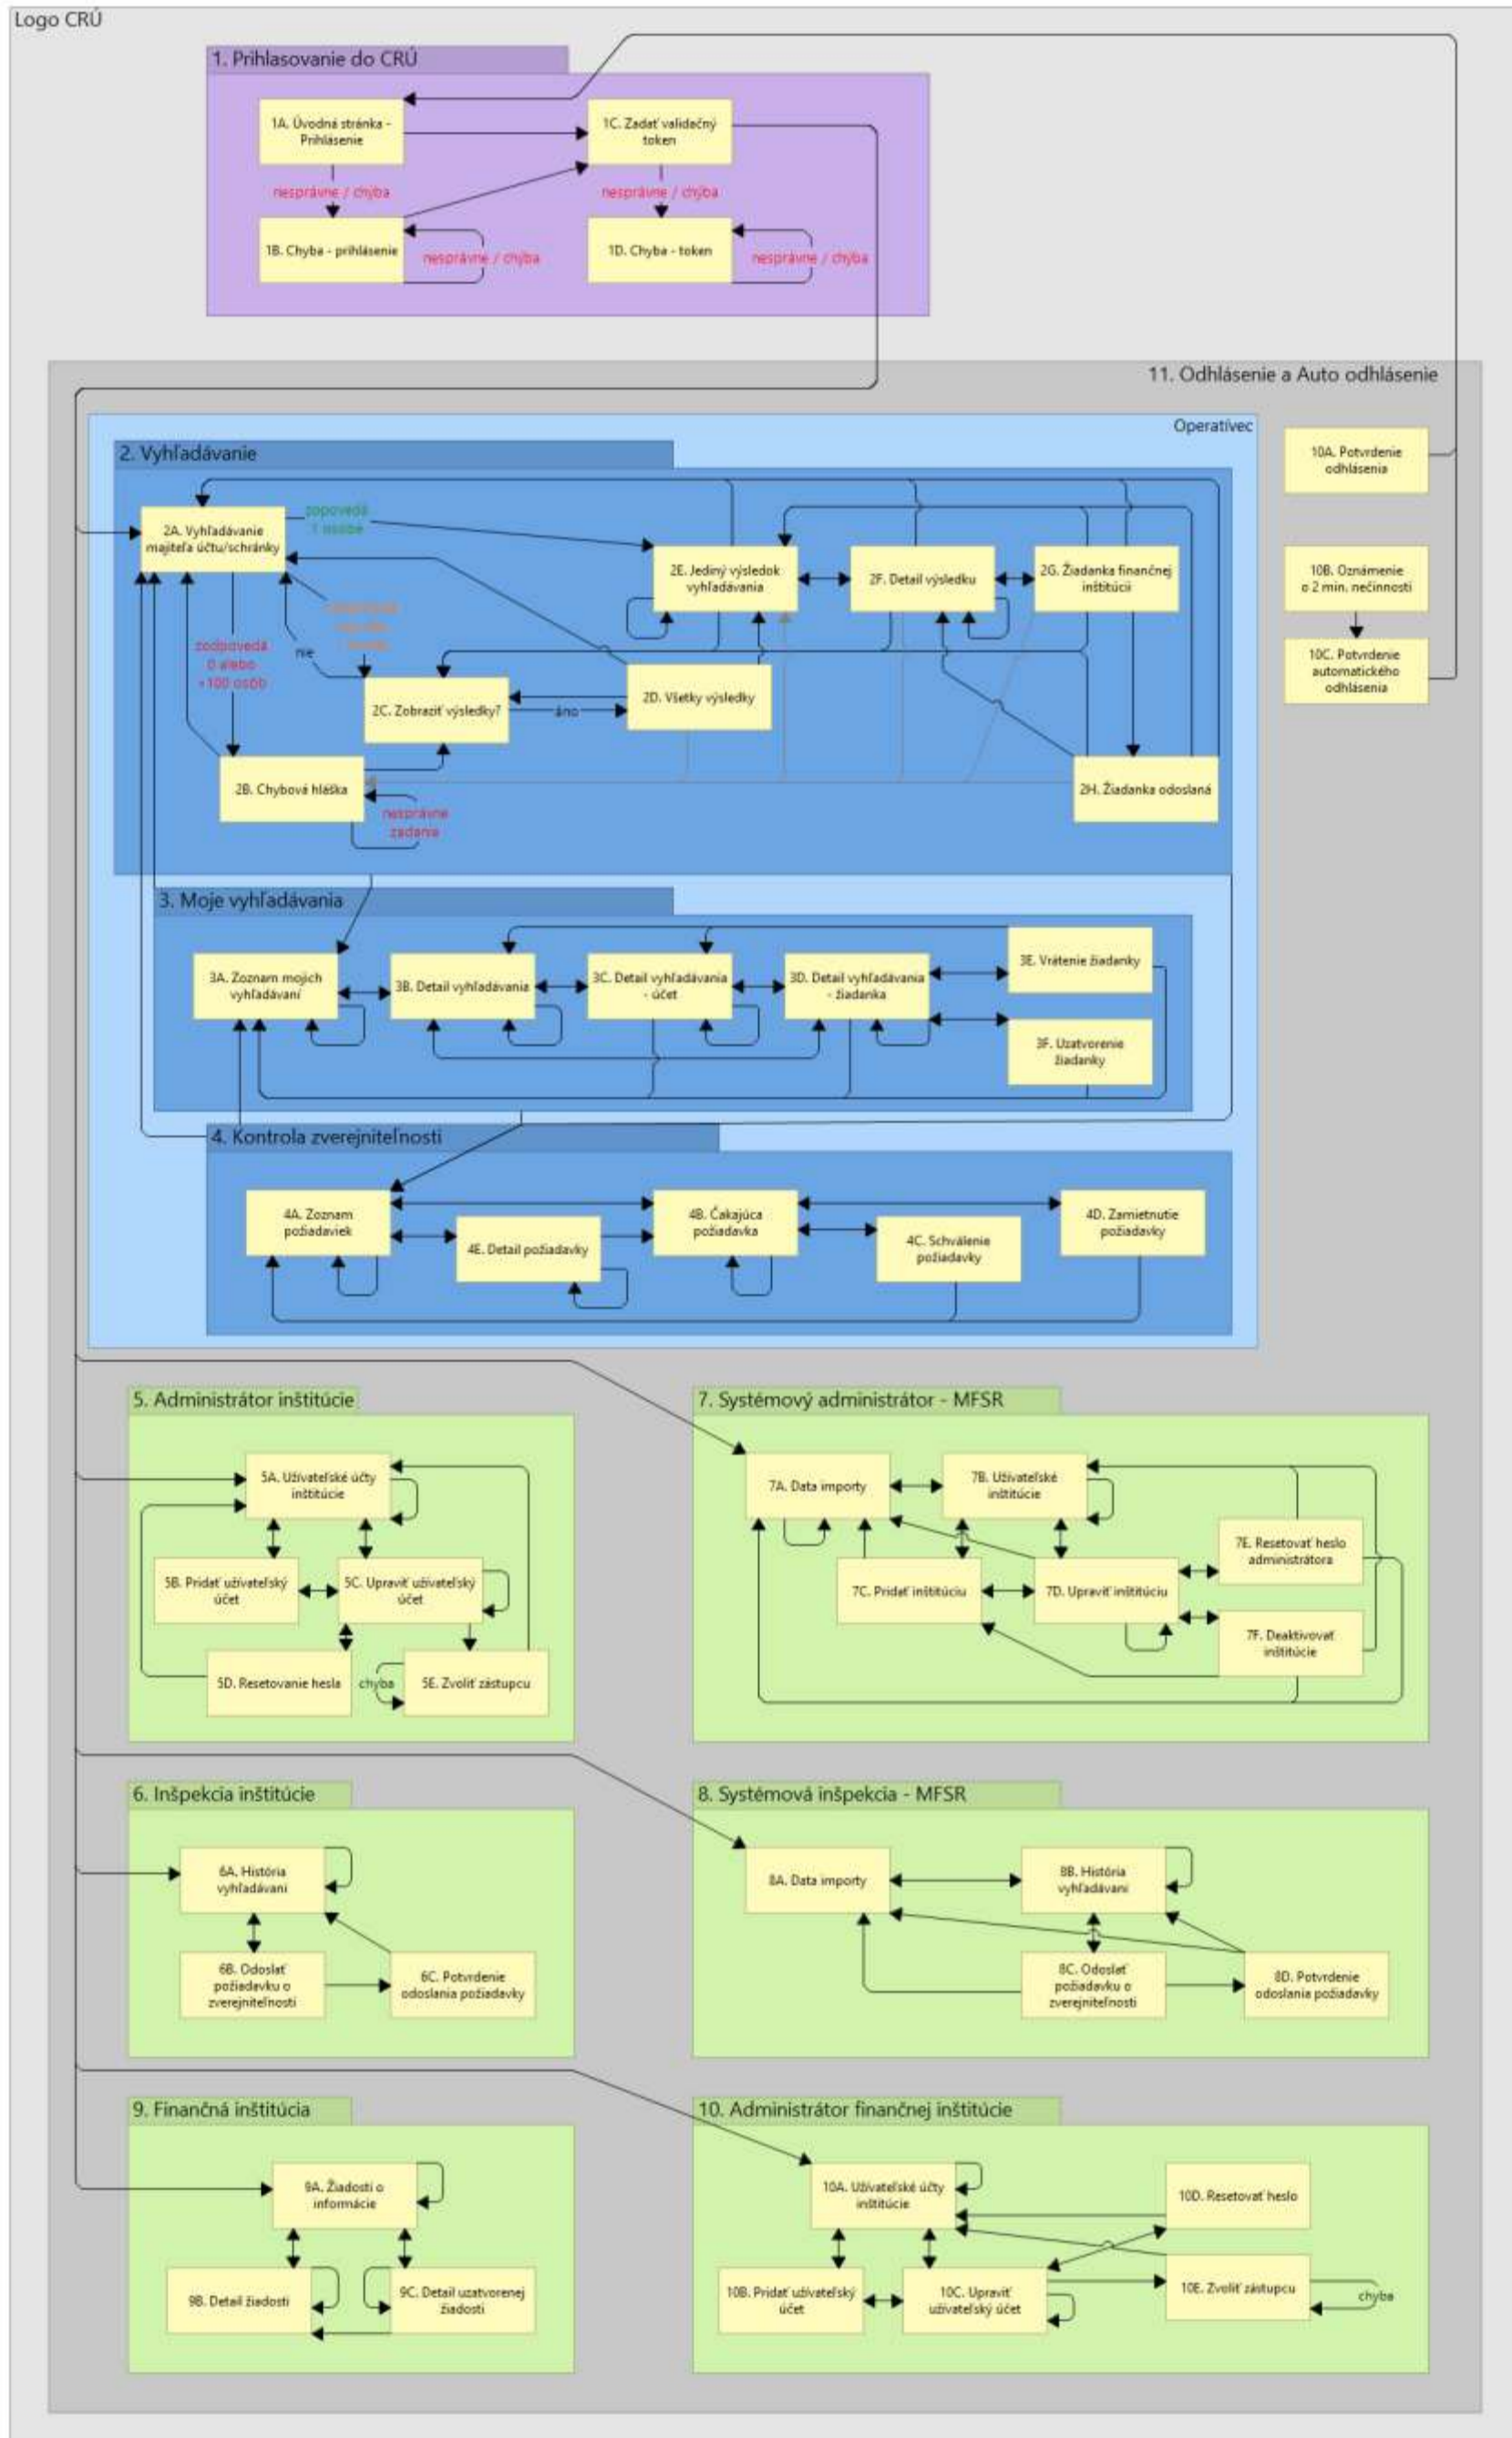 Logo CRÚ
1. Prihlasovanie do CRÚ
1A. Úvodná stránka -
Prihlásenie
1C. Zadať validačný
token
nesprávne / chýba
nesprávne / chýba
1B. Chyba - prihlásenie
nesprávne / chýba
1D. Chyba - token
nesprávne / chýba
11. Odhlásenie a Auto odhlásenie
Operatívec
10A. Potvrdenie
odhlásenia
10B. Oznámenie
o 2 min. nečinnosti
10C. Potvrdenie
automatického
odhlásenia
2. Vyhľadávanie
2A. Vyhľadávanie
majiteľa účtu/schránky
zopovedá
1 osobe
2E. Jediný výsledok
vyhľadávania
2F. Detail výsledku
2G. Žiadanka finančnej
inštitúcii
zodpovedá
0 alebo
+100 osôb
nie
2C. Zobraziť výsledky?
áno
2D. Všetky výsledky
2B. Chybová hláška
nesprávne
zadania
2H. Žiadanka odoslaná
3. Moje vyhľadávania
3A. Zoznam mojich
vyhľadávaní
3B. Detail vyhľadávania
3C. Detail vyhľadávania
- účet
3D. Detail vyhľadávania
- žiadanka
3E. Vrátenie žiadanky
3F. Uzatvorenie
žiadanky
4. Kontrola zverejniteľnosti
4A. Zoznam
požiadaviek
4E. Detail požiadavky
4B. Čakajúca
požiadavka
4C. Schválenie
požiadavky
4D. Zamietnutie
požiadavky
5. Administrátor inštitúcie
5A. Užívateľské účty
inštitúcie
5B. Pridať užívateľský
účet
5C. Upraviť užívateľský
účet
5D. Resetovanie hesla
chyba
5E. Zvoliť zástupcu
7. Systémový administrátor - MFSR
7A. Data importy
7B. Užívateľské
inštitúcie
7C. Pridať inštitúciu
7D. Upraviť inštitúciu
7E. Resetovať heslo
administrátora
7F. Deaktivovať
inštitúcie
6. Inšpekcia inštitúcie
6A. História
vyhľadávaní
6B. Odoslať
požiadavku o
zverejniteľnosti
6C. Potvrdenie
odoslania požiadavky
8. Systémová inšpekcia - MFSR
8A. Data importy
8B. História
vyhľadávaní
8C. Odoslať
požiadavku o
zverejniteľnosti
8D. Potvrdenie
odoslania požiadavky
9. Finančná inštitúcia
9A. Žiadosti o
informácie
9B. Detail žiadosti
9C. Detail uzatvorenej
žiadosti
10. Administrátor finančnej inštitúcie
10A. Užívateľské účty
inštitúcie
10D. Resetovať heslo
10B. Pridať užívateľský
účet
10C. Upraviť
užívateľský účet
10E. Zvoliť zástupcu
chyba